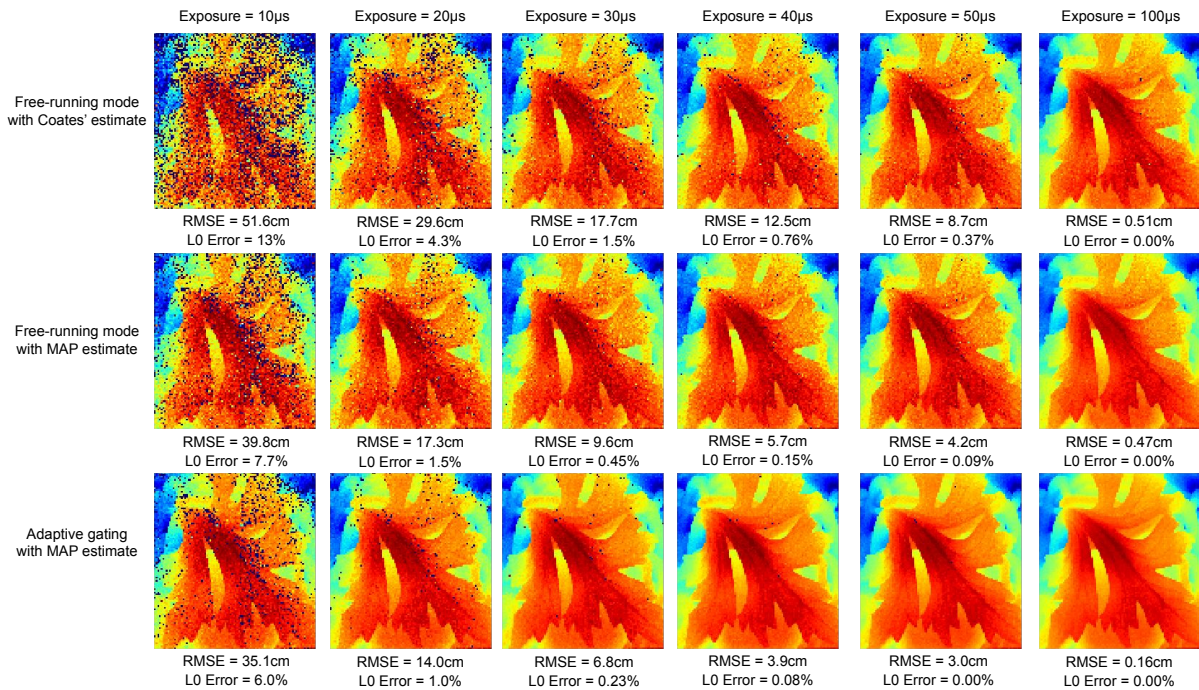 Exposure = 10µs Exposure = 20µs Exposure = 30µs Exposure = 40µs Exposure = 50µs Exposure = 100µs
Free-running mode
with Coates' estimate
RMSE = 51.6cm RMSE = 29.6cm RMSE = 17.7cm RMSE = 12.5cm RMSE = 8.7cm RMSE = 0.51cm
L0 Error = 13% L0 Error = 4.3% L0 Error = 1.5% L0 Error = 0.76% L0 Error = 0.37% L0 Error = 0.00%
Free-running mode
with MAP estimate
RMSE = 39.8cm RMSE = 17.3cm RMSE = 9.6cm RMSE = 5.7cm RMSE = 4.2cm RMSE = 0.47cm
L0 Error = 7.7% L0 Error = 1.5% L0 Error = 0.45% L0 Error = 0.15% L0 Error = 0.09% L0 Error = 0.00%
Adaptive gating
with MAP estimate
RMSE = 35.1cm RMSE = 14.0cm RMSE = 6.8cm RMSE = 3.9cm RMSE = 3.0cm RMSE = 0.16cm
L0 Error = 6.0% L0 Error = 1.0% L0 Error = 0.23% L0 Error = 0.08% L0 Error = 0.00% L0 Error = 0.00%